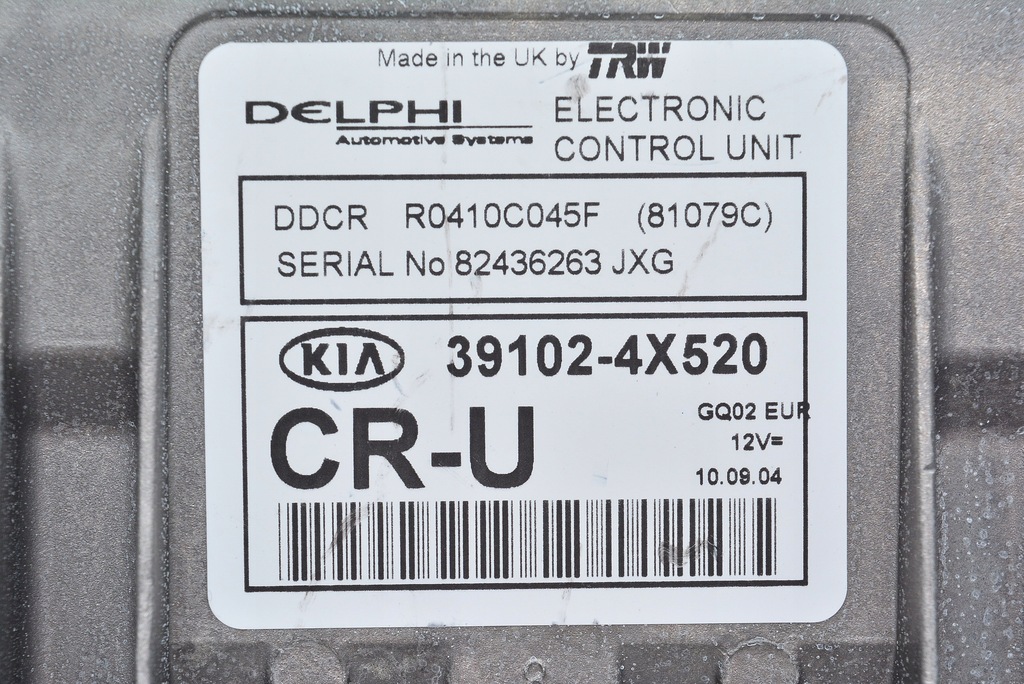 Made in the UK by TRW
DELPHI
Automotive Systems
ELECTRONIC
CONTROL UNIT
DDCR R0410C045F (81079C)
SERIAL No 82436263 JXG
KIA 39102-4X520
CR-U
GQ02 EUR
12V=
10.09.04